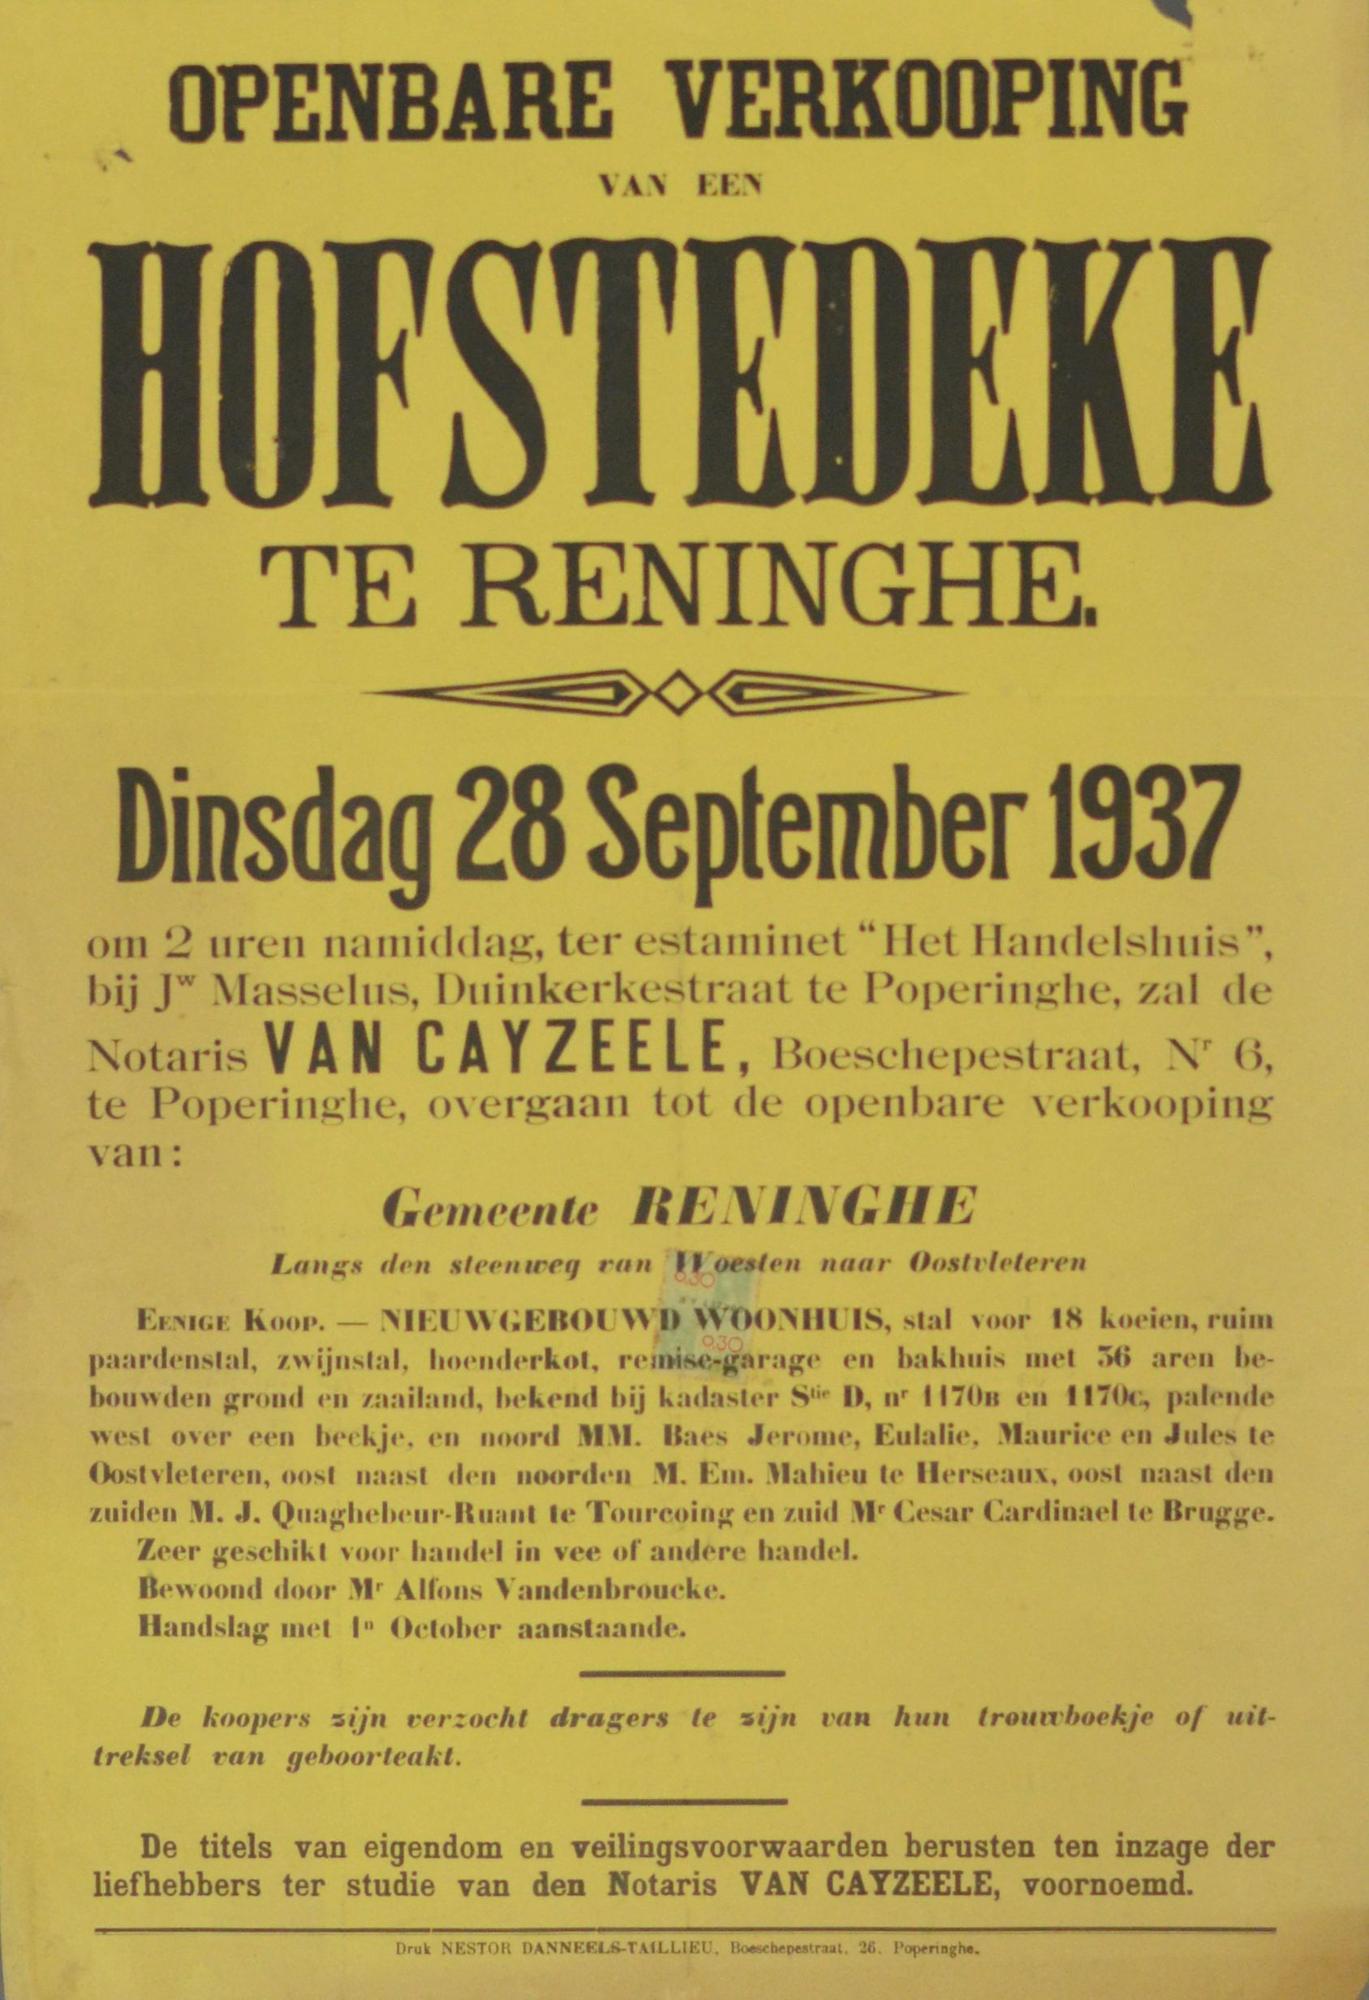 OPENBARE VERKOOPING
VAN EEN
HOFSTEDEKE
TE RENINGHE.
Dinsdag 28 September 1937
om 2 uren namiddag, ter estaminet “Het Handelshuis”,
bij Jʷ Masselus, Duinkerkestraat te Poperinghe, zal de
Notaris VAN CAYZEELE, Boeschepestraat, Nʳ 6,
te Poperinghe, overgaan tot de openbare verkooping
van :
Gemeente RENINGHE
Langs den steenweg van Woesten naar Oostvleteren
0.30
EENIGE KOOP. — NIEUWGEBOUWD WOONHUIS, stal voor 18 koeien, ruim
0.30
paardenstal, zwijnstal, hoenderkot, remise-garage en bakhuis met 36 aren be-
bouwden grond en zaailand, bekend bij kadaster Sᵗⁱᵉ D, nʳ 1170B en 1170C, palende
west over een beekje, en noord MM. Baes Jerome, Eulalie, Maurice en Jules te
Oostvleteren, oost naast den noorden M. Em. Mahieu te Herseaux, oost naast den
zuiden M. J. Quaghebeur-Ruant te Tourcoing en zuid Mʳ Cesar Cardinael te Brugge.
Zeer geschikt voor handel in vee of andere handel.
Bewoond door Mʳ Alfons Vandenbroucke.
Handslag met 1ⁿ October aanstaande.
De koopers zijn verzocht dragers te zijn van hun trouwboekje of uit-
treksel van geboorteakt.
De titels van eigendom en veilingsvoorwaarden berusten ten inzage der
liefhebbers ter studie van den Notaris VAN CAYZEELE, voornoemd.
Druk NESTOR DANNEELS-TAILLIEU, Boeschepestraat, 26, Poperinghe.